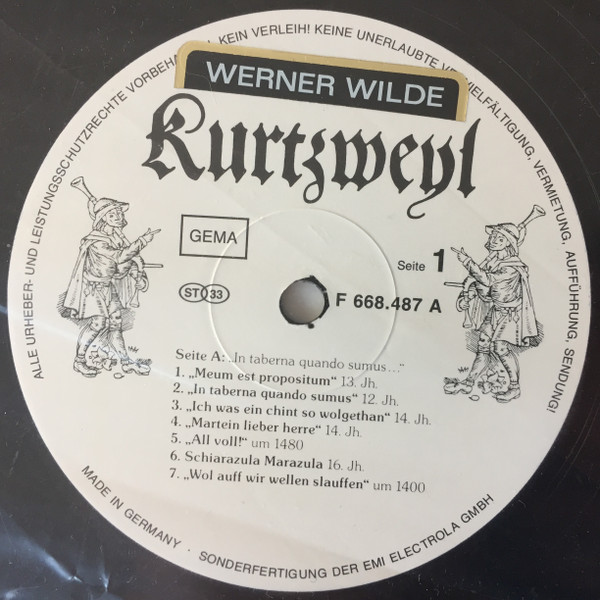 ALLE URHEBER- UND LEISTUNGSSCHUTZRECHTE KEIN VERLEIH! KEINE UNERLAUBTE VERMIETUNG, AUFFÜHRUNG, SENDUNG!
WERNER WILDE
Kurtzweyl
GEMA
Seite 1
ST 33
F 668.487 A
Seite A: „In taberna quando sumus..."
1. „Meum est propositum" 13. Jh.
2. „In taberna quando sumus" 12. Jh.
3. „Ich was ein chint so wolgethan" 14. Jh.
4. „Martein lieber herre" 14. Jh.
5. „All voll!" um 1480
6. Schiarazula Marazula 16. Jh.
7. „Wol auff wir wellen slauffen" um 1400
MADE IN GERMANY · SONDERFERTIGUNG DER EMI ELECTROLA GMBH